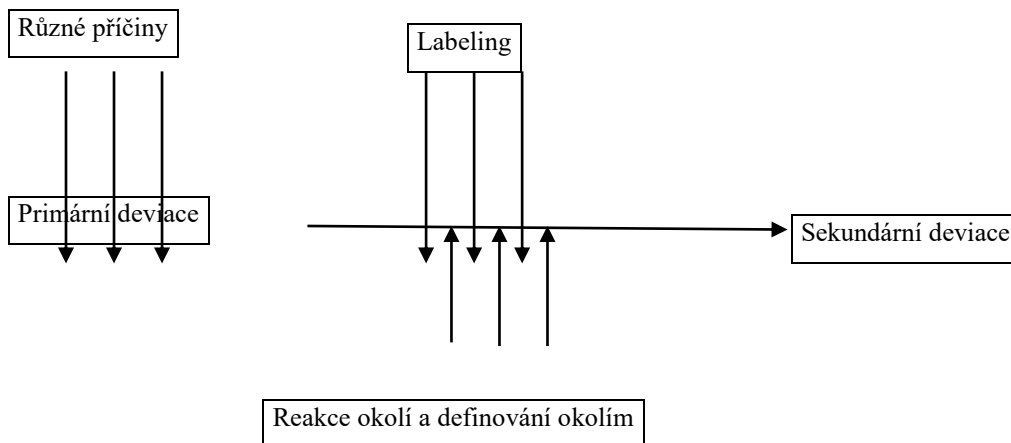 Různé příčiny
Labeling
Primární deviace
Sekundární deviace
Reakce okolí a definování okolím